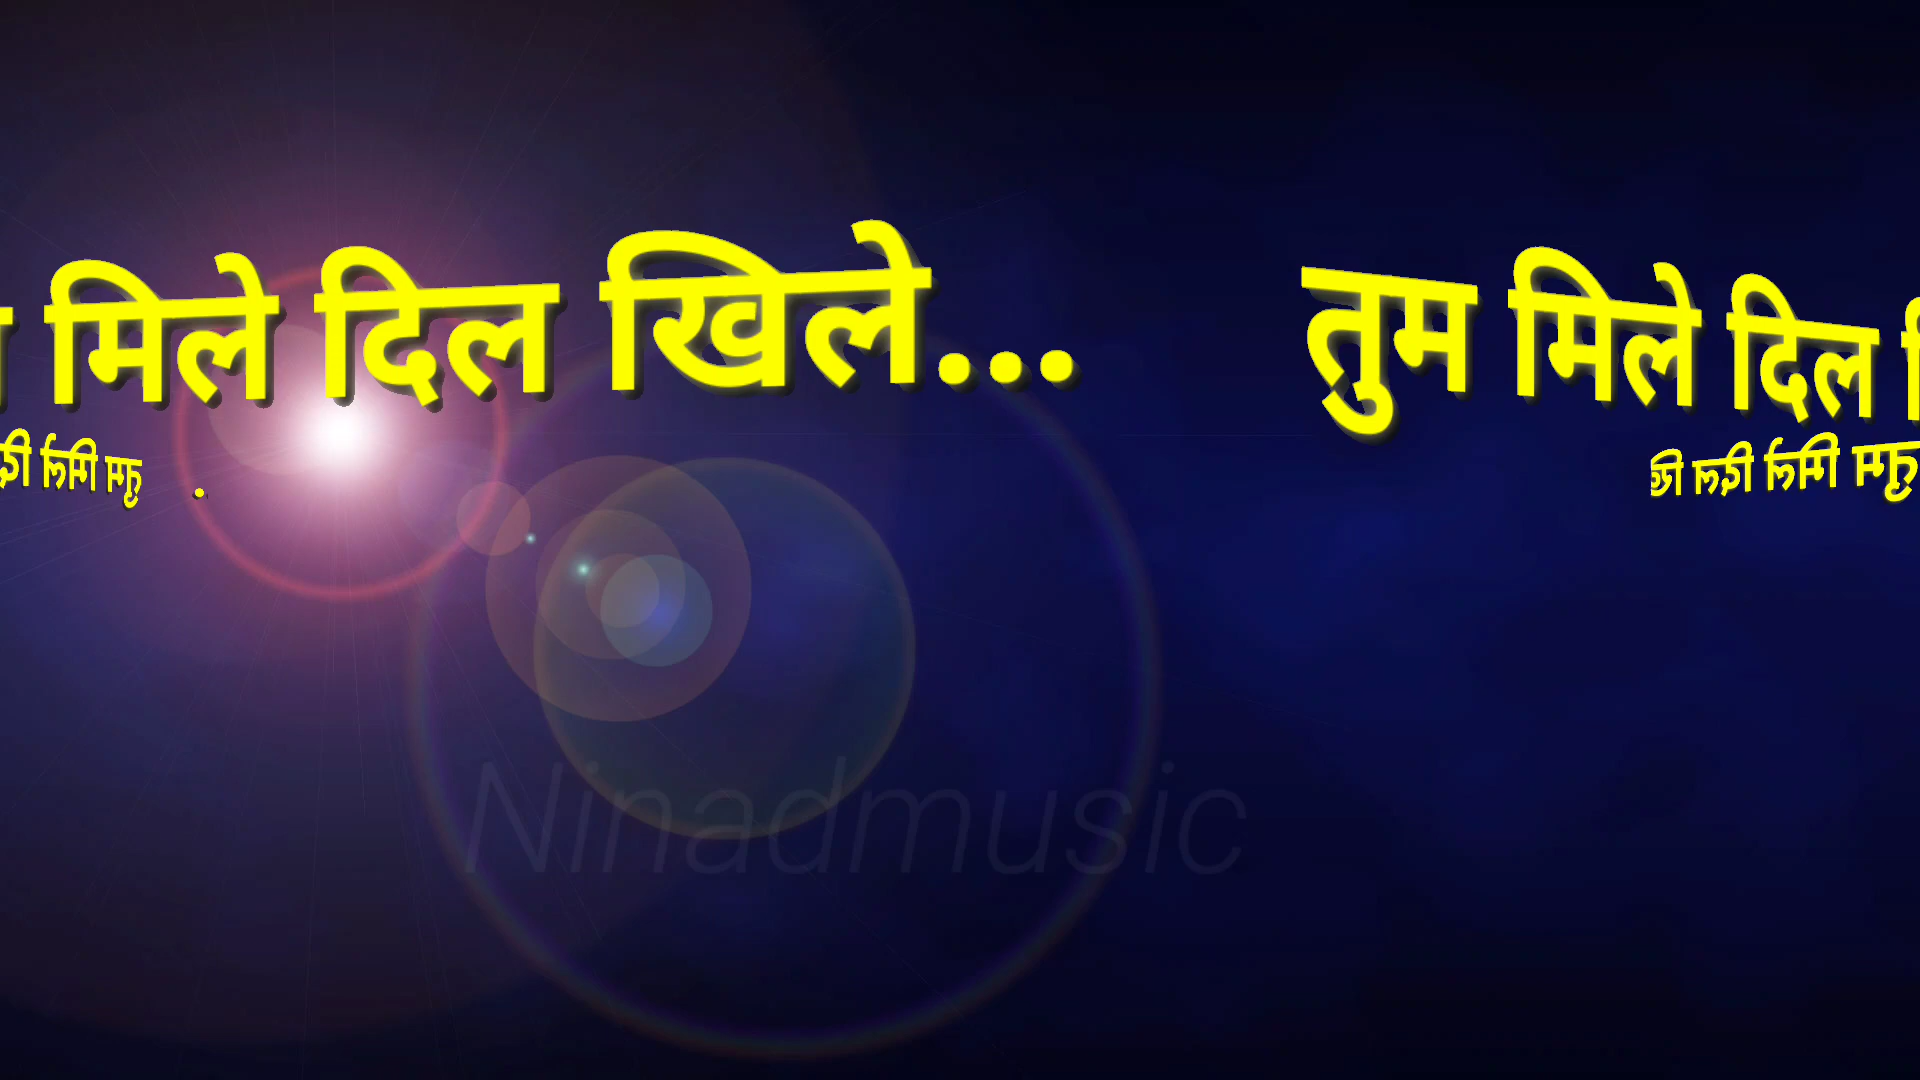 मिले दिल खिले... तुम मिले दिल
तुम मिले दि खि दिल मिले तुम
Ninadmusic